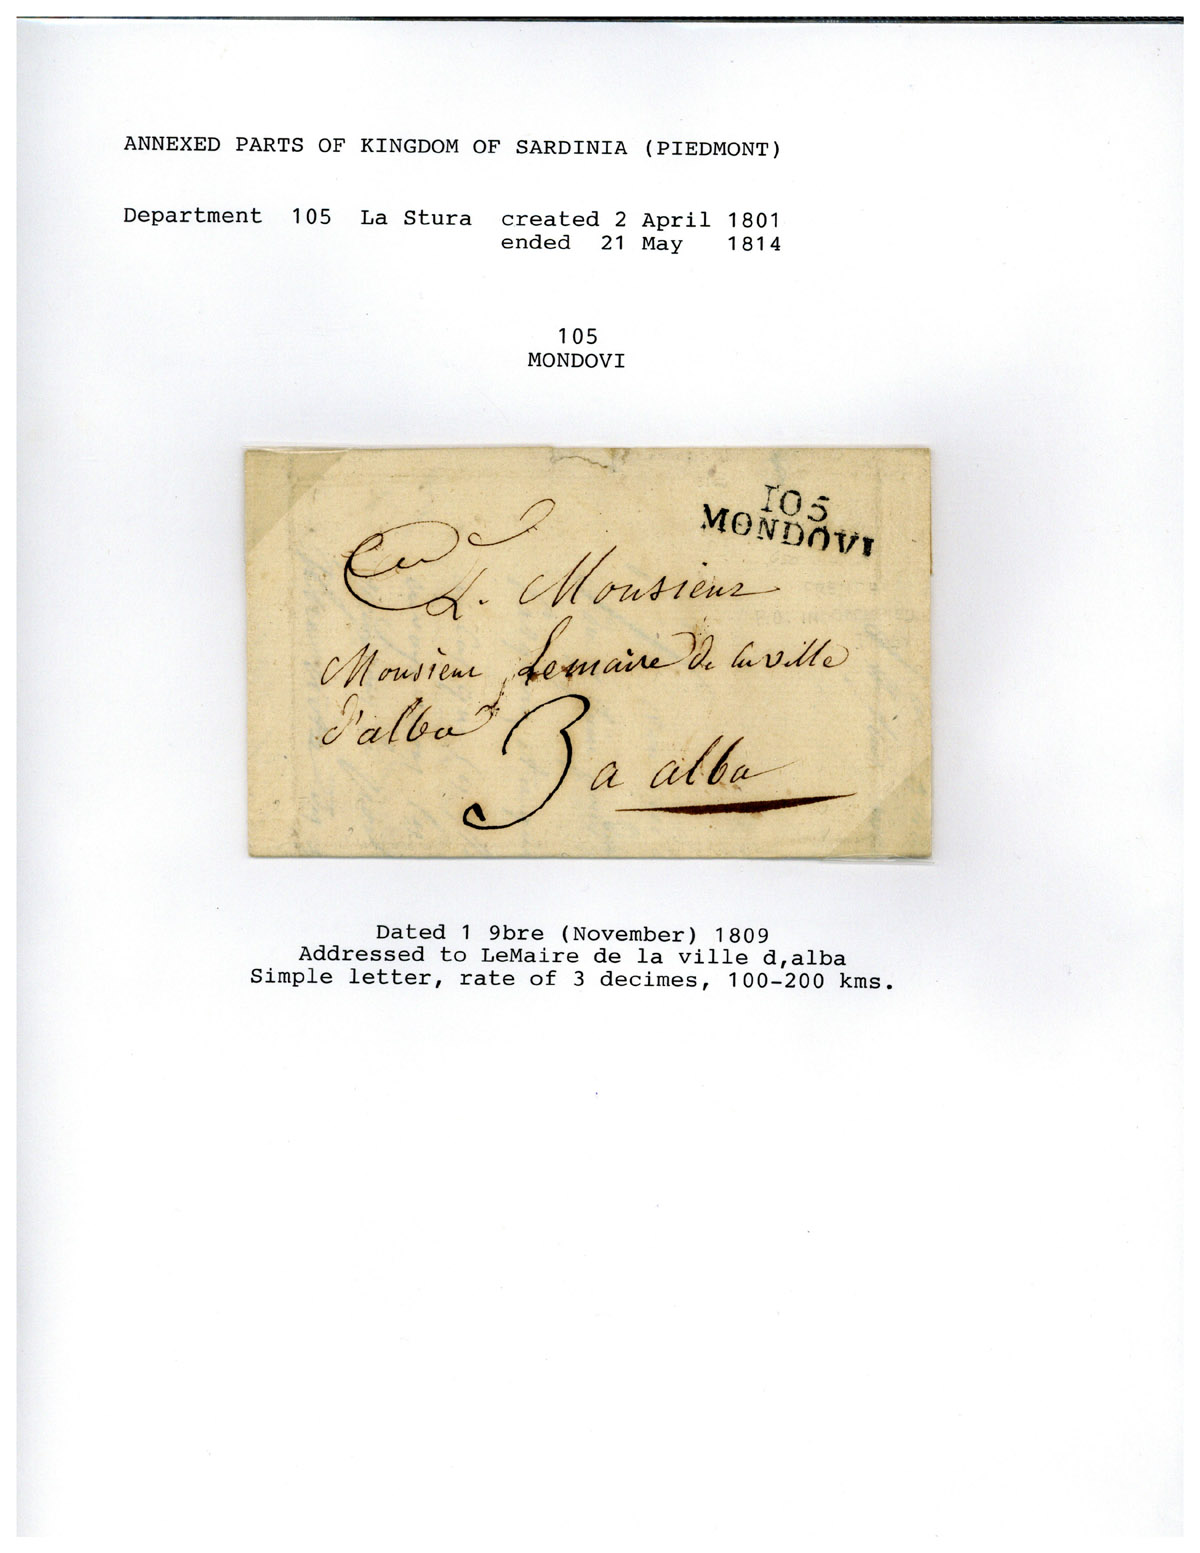 ANNEXED PARTS OF KINGDOM OF SARDINIA (PIEDMONT)
Department 105 La Stura created 2 April 1801
ended 21 May 1814
105
MONDOVI
105
MONDOVI
A. Monsieur
Monsieur Lemaire de la ville
d'alba
3 a alba
Dated 1 9bre (November) 1809
Addressed to LeMaire de la ville d,alba
Simple letter, rate of 3 decimes, 100-200 kms.